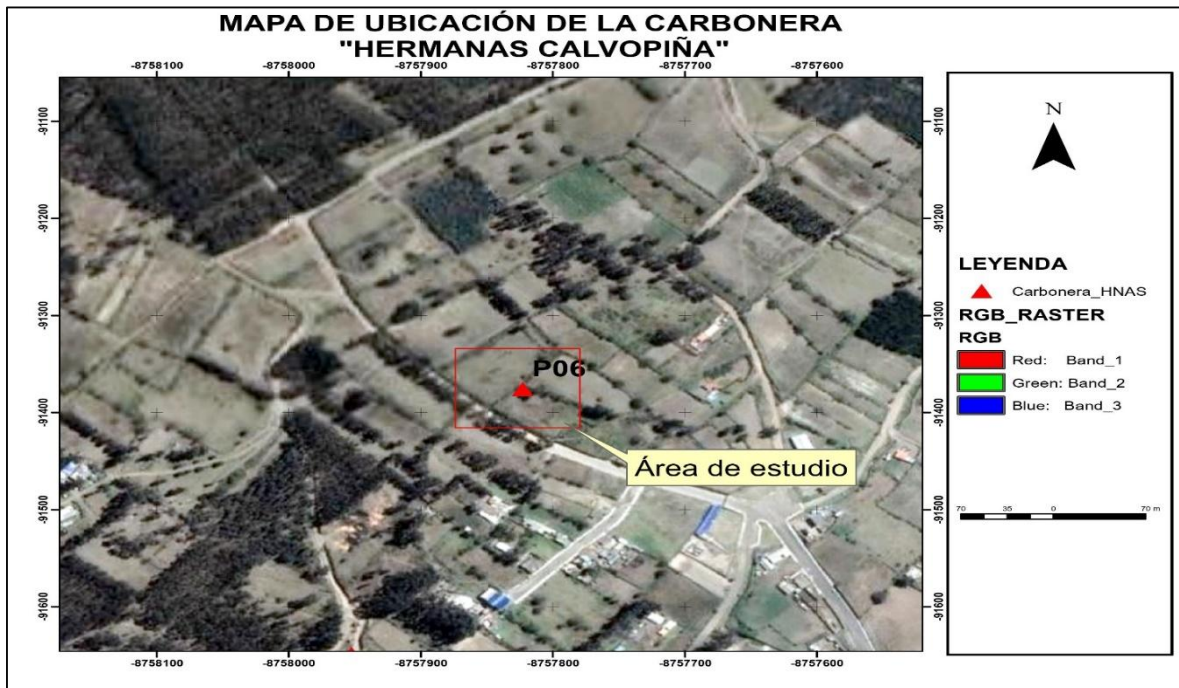 MAPA DE UBICACIÓN DE LA CARBONERA
"HERMANAS CALVOPIÑA"
-8758100 -8758000 -8757900 -8757800 -8757700 -8757600
-91100 -91100
-91200 -91200
-91300 -91300
-91400 -91400
-91500 -91500
-91600 -91600
P06
Área de estudio
-8758100 -8758000 -8757900 -8757800 -8757700 -8757600
N
LEYENDA
Carbonera_HNAS
RGB_RASTER
RGB
Red: Band_1
Green: Band_2
Blue: Band_3
70 35 0 70 m